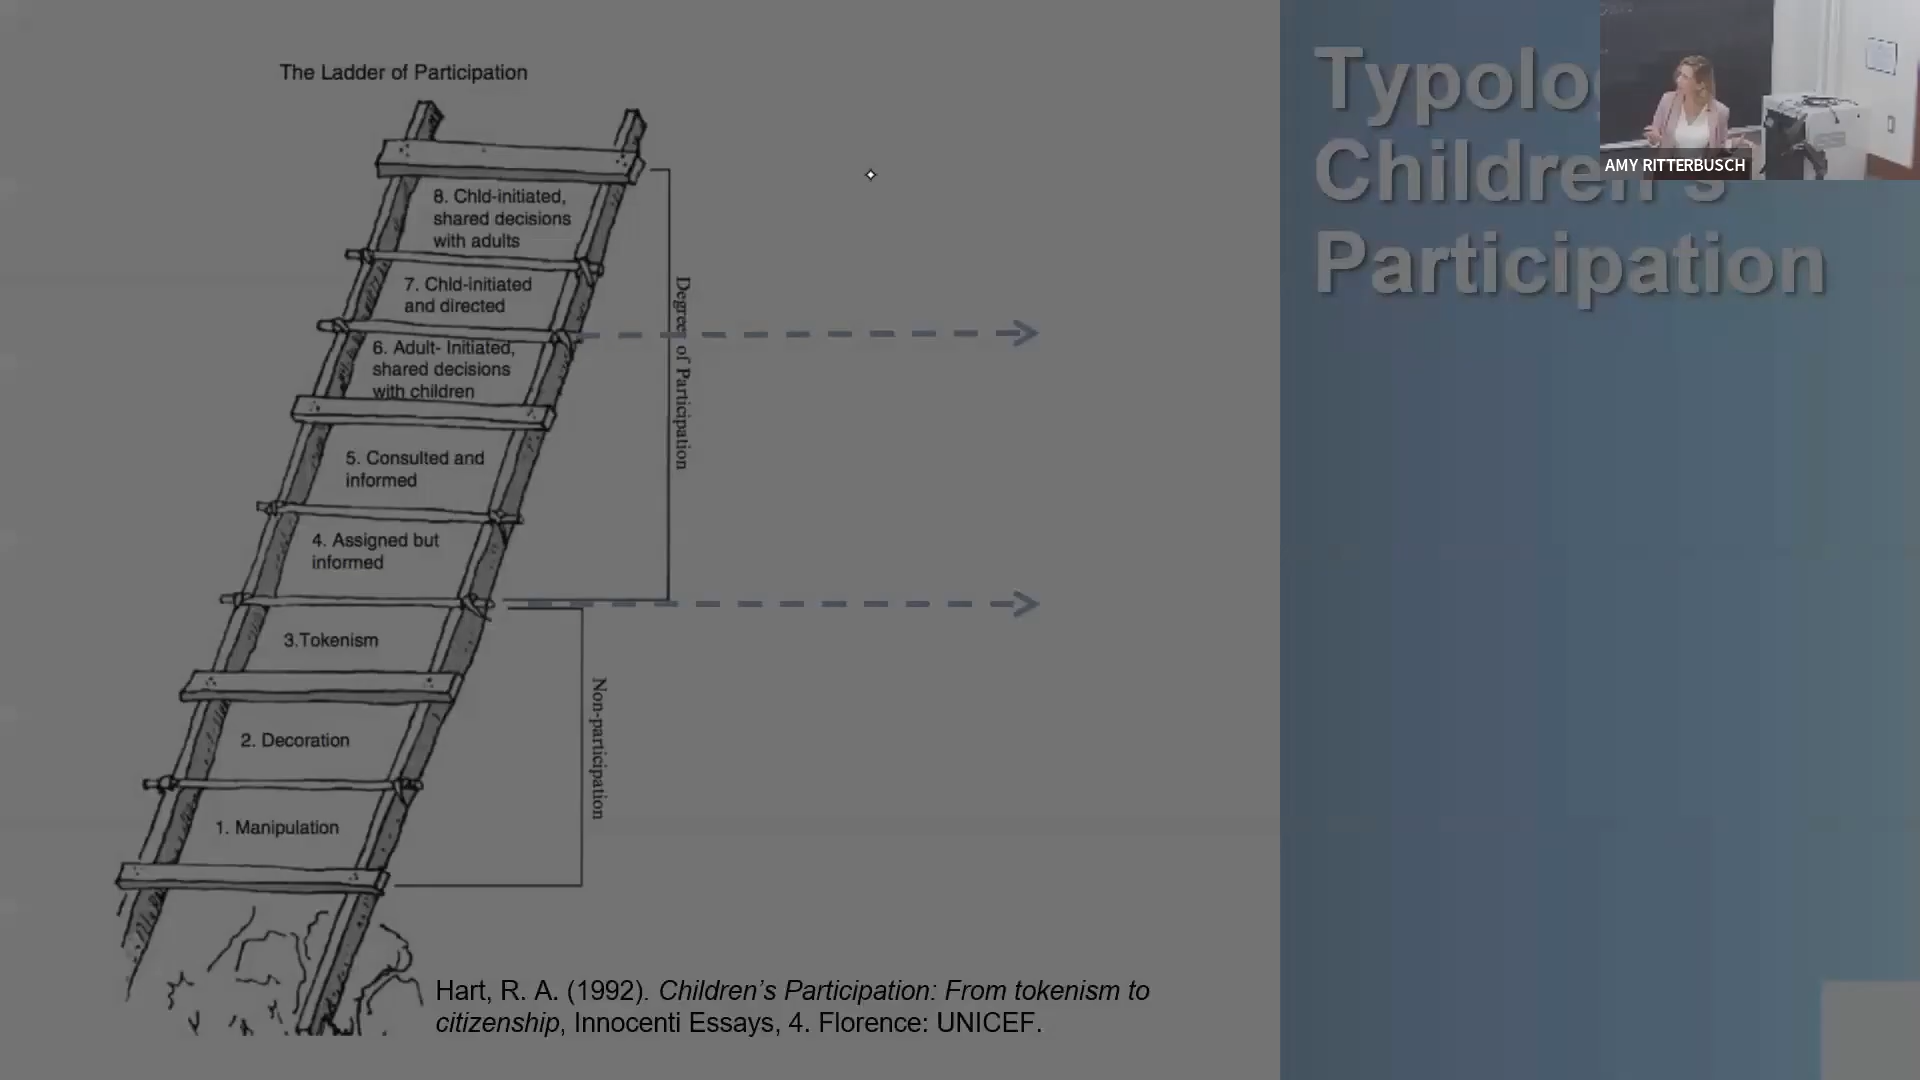 The Ladder of Participation
8. Chld-initiated,
shared decisions
with adults
7. Chld-initiated
and directed
6. Adult- Initiated,
shared decisions
with children
5. Consulted and
informed
4. Assigned but
informed
3.Tokenism
2. Decoration
1. Manipulation
Degree of Participation
Non-participation
Hart, R. A. (1992). Children's Participation: From tokenism to
citizenship, Innocenti Essays, 4. Florence: UNICEF.
Children's
Participation
AMY RITTERBUSCH